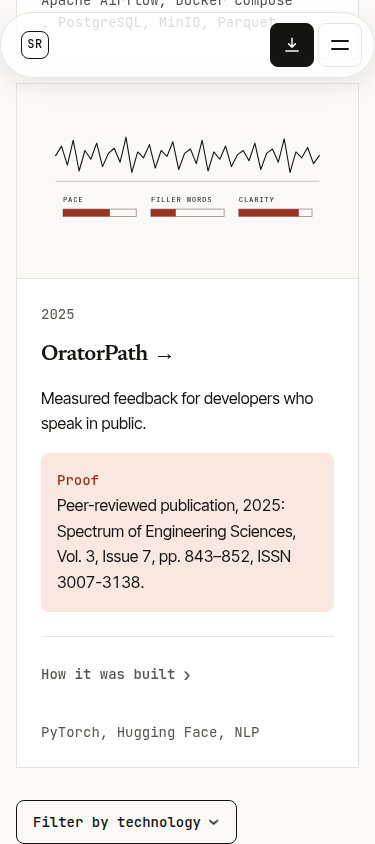 Apache Airflow, Docker Compose
, PostgreSQL, MinIO, Parquet
SR
PACE
FILLER WORDS
CLARITY
2025
OratorPath →
Measured feedback for developers who
speak in public.
Proof
Peer-reviewed publication, 2025:
Spectrum of Engineering Sciences,
Vol. 3, Issue 7, pp. 843–852, ISSN
3007-3138.
How it was built ›
PyTorch, Hugging Face, NLP
Filter by technology